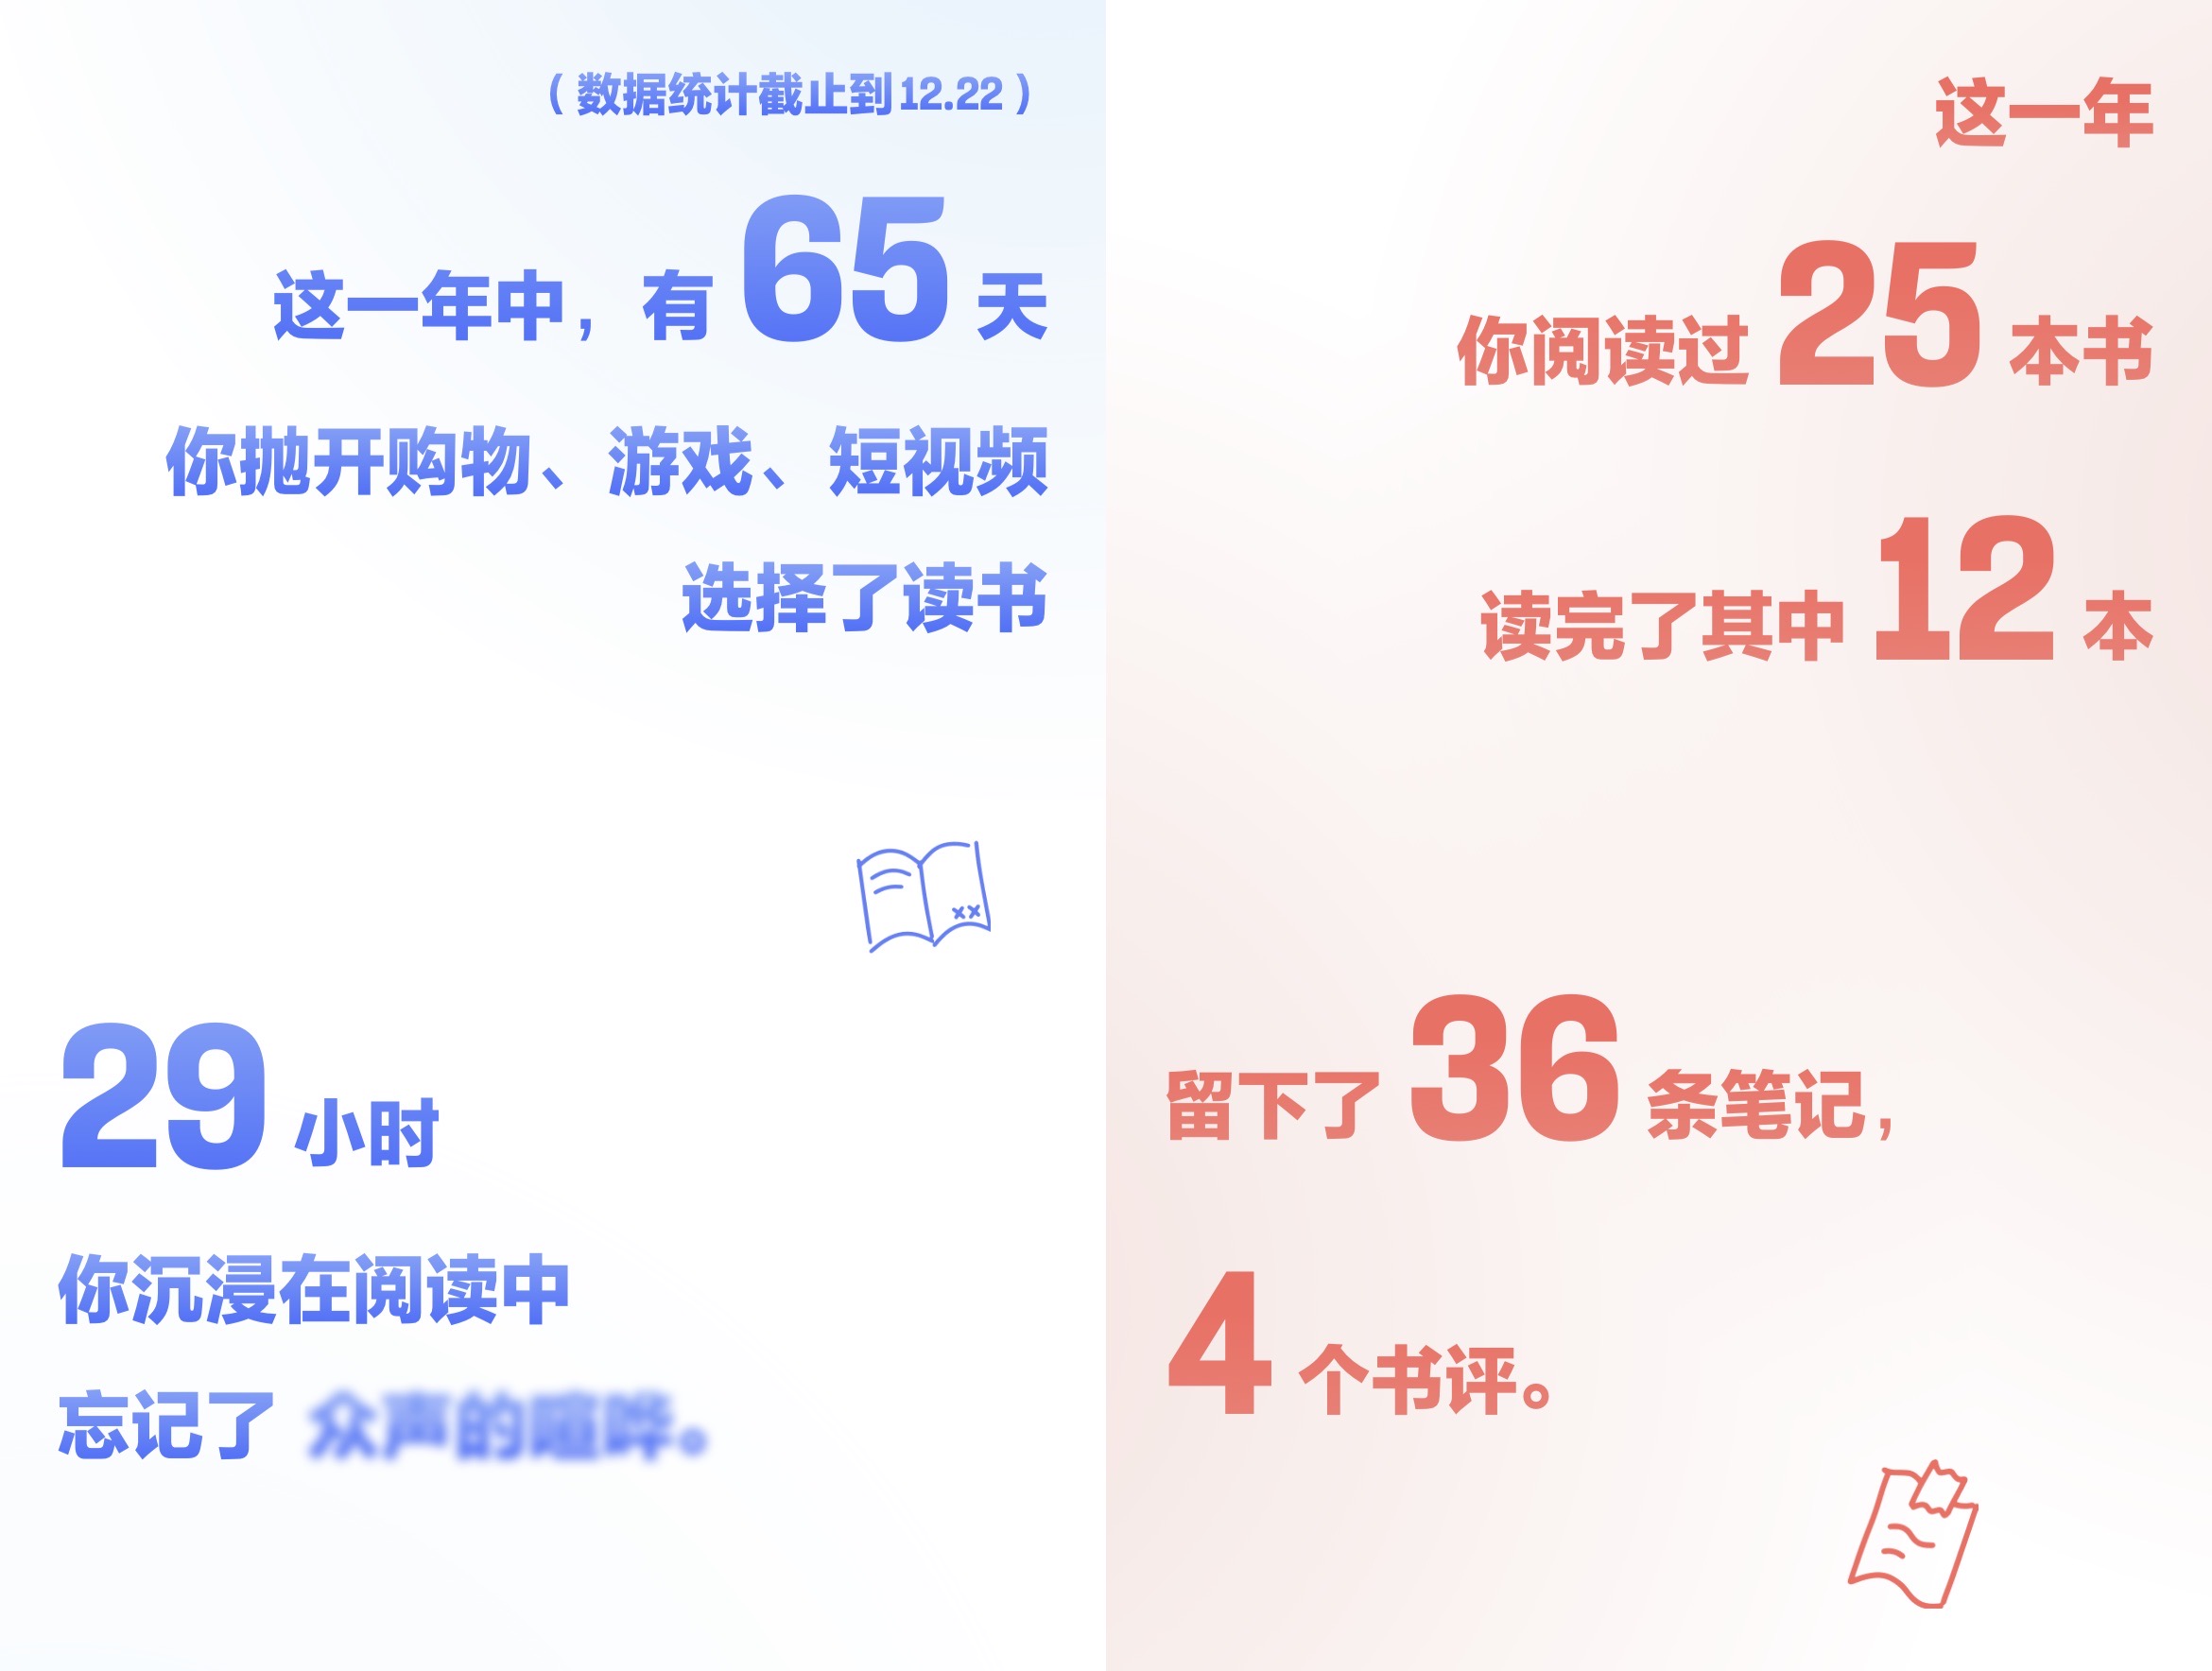 （数据统计截止到12.22）
这一年中，有 65 天
你抛开购物、游戏、短视频
选择了读书
29 小时
你沉浸在阅读中
忘记了 众声的喧哗。
这一年
你阅读过 25 本书
读完了其中 12 本
留下了 36 条笔记，
4 个书评。